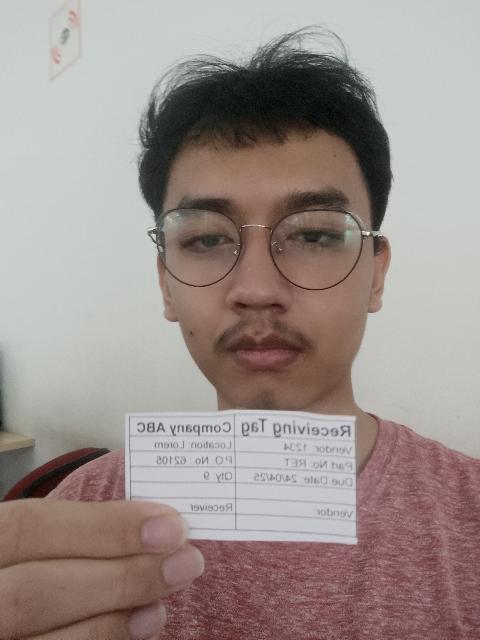 Receiving Tag Company ABC
Vendor: 1234 Location: Lorem
Part No: RET P.O. No.: 62105
Due Date: 24/04/25 Qty: 9
Vendor: Receiver